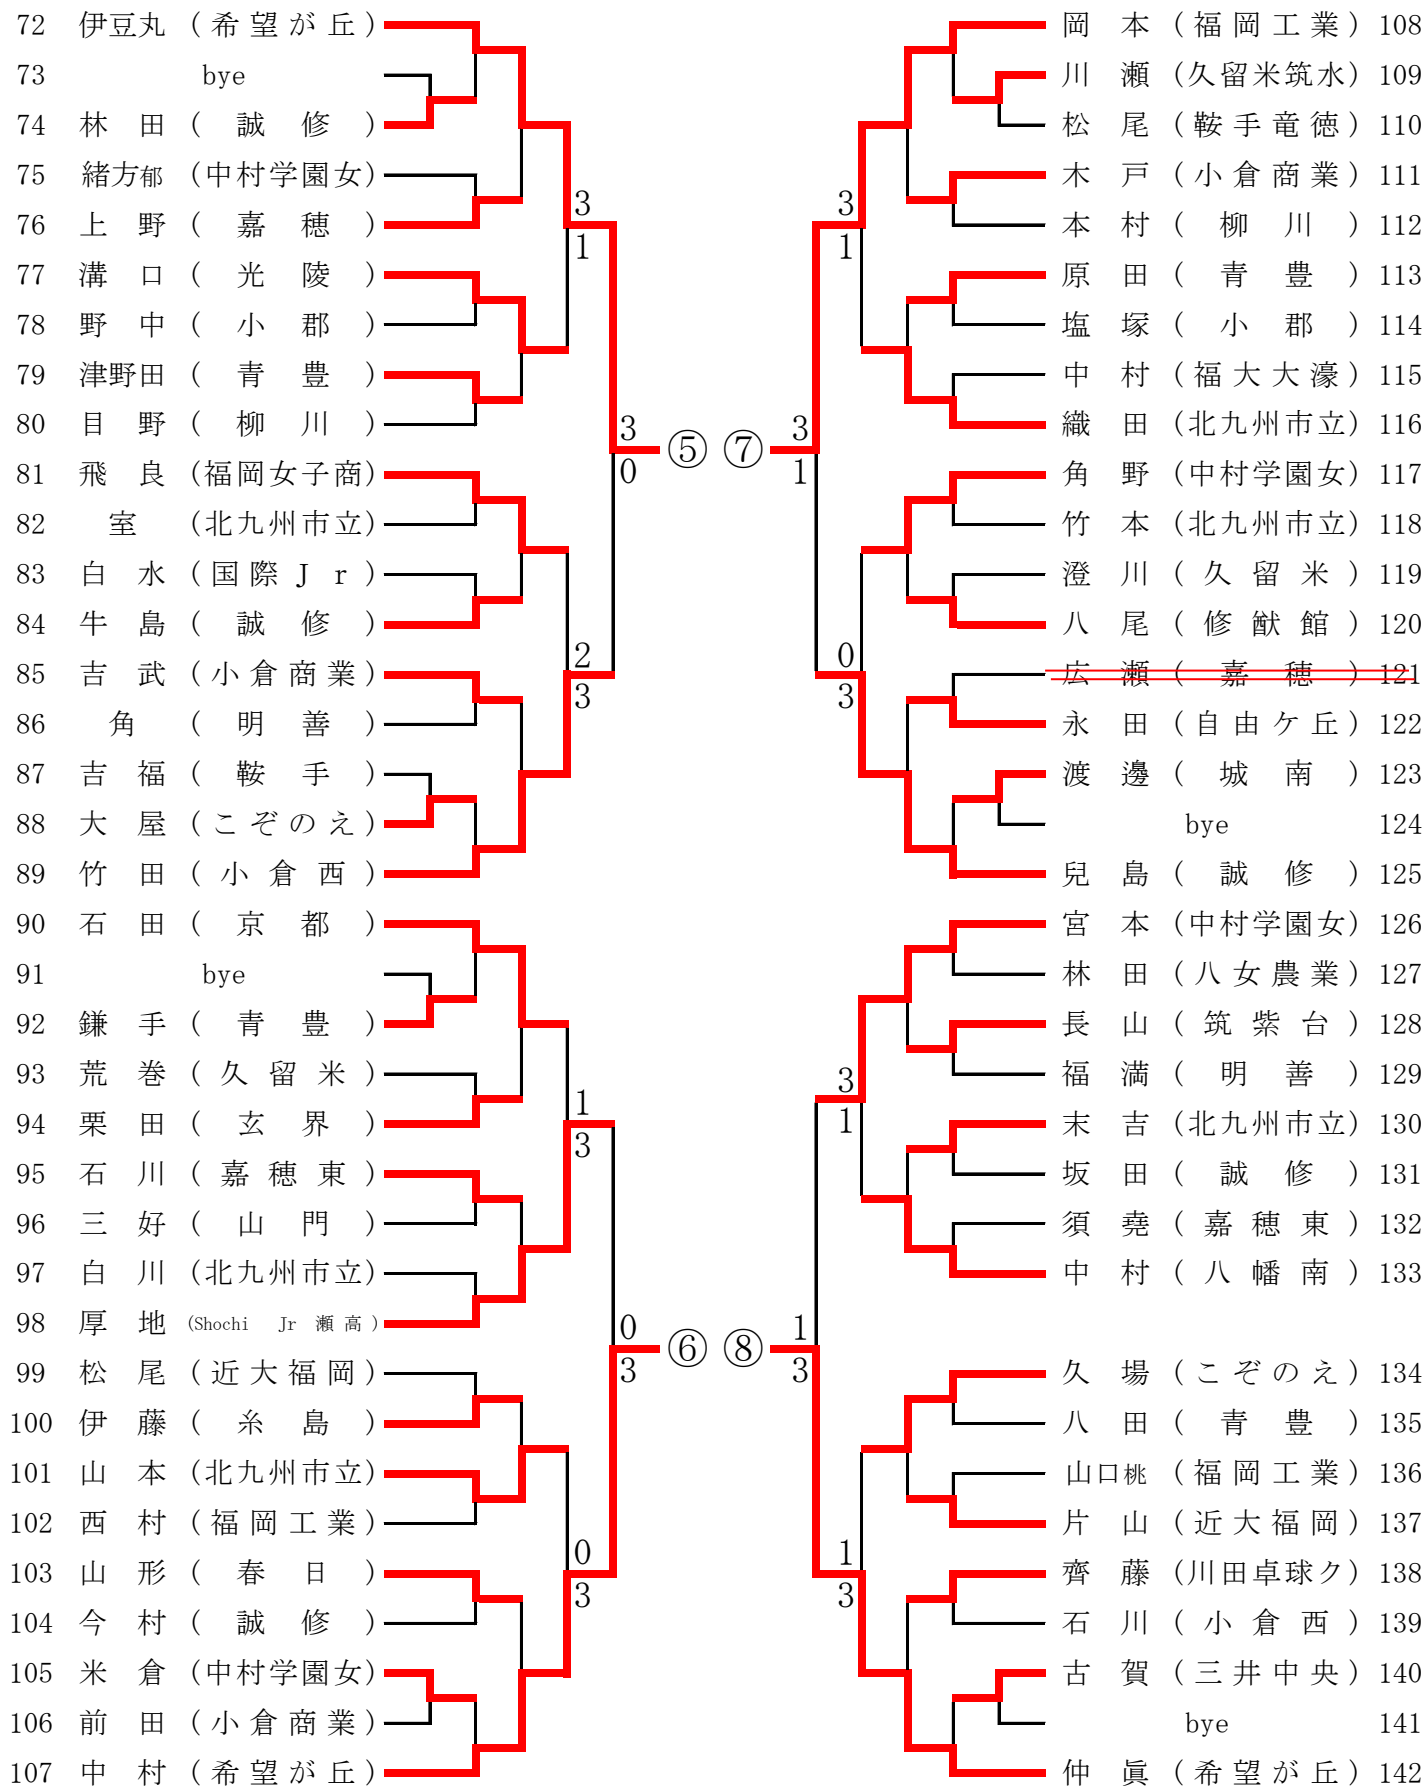 72 伊豆丸 (希望が丘)
73 bye
74 林田 (誠修)
75 緒方郁 (中村学園女)
76 上野 (嘉穂)
3
1
77 溝口 (光陵)
78 野中 (小郡)
79 津野田 (青豊)
80 目野 (柳川)
3
0
⑤
81 飛良 (福岡女子商)
82 室 (北九州市立)
83 白水 (国際Jr)
84 牛島 (誠修)
85 吉武 (小倉商業)
2
3
86 角 (明善)
87 吉福 (鞍手)
88 大屋 (こぞのえ)
89 竹田 (小倉西)
90 石田 (京都)
91 bye
92 鎌手 (青豊)
93 荒巻 (久留米)
94 栗田 (玄界)
1
3
95 石川 (嘉穂東)
96 三好 (山門)
97 白川 (北九州市立)
98 厚地 (Shochi Jr 瀬高)
0
3
⑥
99 松尾 (近大福岡)
100 伊藤 (糸島)
101 山本 (北九州市立)
102 西村 (福岡工業)
103 山形 (春日)
0
3
104 今村 (誠修)
105 米倉 (中村学園女)
106 前田 (小倉商業)
107 中村 (希望が丘)
岡本 (福岡工業) 108
川瀬 (久留米筑水) 109
松尾 (鞍手竜徳) 110
木戸 (小倉商業) 111
本村 (柳川) 112
3
1
原田 (青豊) 113
塩塚 (小郡) 114
中村 (福大大濠) 115
織田 (北九州市立) 116
⑦
3
1
角野 (中村学園女) 117
竹本 (北九州市立) 118
澄川 (久留米) 119
八尾 (修猷館) 120
広瀬 (嘉穂) 121
0
3
永田 (自由ケ丘) 122
渡邊 (城南) 123
bye 124
兒島 (誠修) 125
宮本 (中村学園女) 126
林田 (八女農業) 127
長山 (筑紫台) 128
福満 (明善) 129
3
1
末吉 (北九州市立) 130
坂田 (誠修) 131
須堯 (嘉穂東) 132
中村 (八幡南) 133
⑧
1
3
久場 (こぞのえ) 134
八田 (青豊) 135
山口桃 (福岡工業) 136
片山 (近大福岡) 137
齊藤 (川田卓球ク) 138
1
3
石川 (小倉西) 139
古賀 (三井中央) 140
bye 141
仲眞 (希望が丘) 142